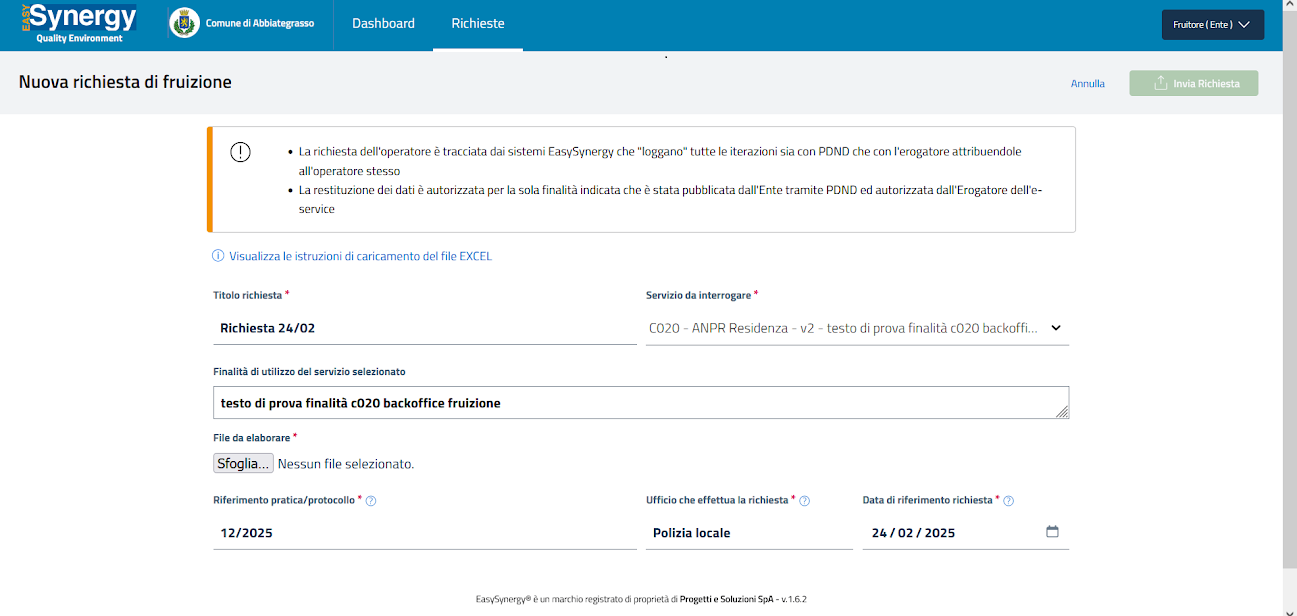 EASY Synergy
Quality Environment
Comune di Abbiategrasso
Dashboard
Richieste
Fruitore ( Ente )
Nuova richiesta di fruizione
Annulla
Invia Richiesta
• La richiesta dell'operatore è tracciata dai sistemi EasySynergy che "loggano" tutte le iterazioni sia con PDND che con l'erogatore attribuendole
all'operatore stesso
• La restituzione dei dati è autorizzata per la sola finalità indicata che è stata pubblicata dall'Ente tramite PDND ed autorizzata dall'Erogatore dell'e-
service
Visualizza le istruzioni di caricamento del file EXCEL
Titolo richiesta *
Servizio da interrogare *
Richiesta 24/02
C020 - ANPR Residenza - v2 - testo di prova finalità c020 backoffi...
Finalità di utilizzo del servizio selezionato
testo di prova finalità c020 backoffice fruizione
File da elaborare *
Sfoglia... Nessun file selezionato.
Riferimento pratica/protocollo * ?
Ufficio che effettua la richiesta * ?
Data di riferimento richiesta * ?
12/2025
Polizia locale
24 / 02 / 2025
EasySynergy® è un marchio registrato di proprietà di Progetti e Soluzioni SpA - v.1.6.2